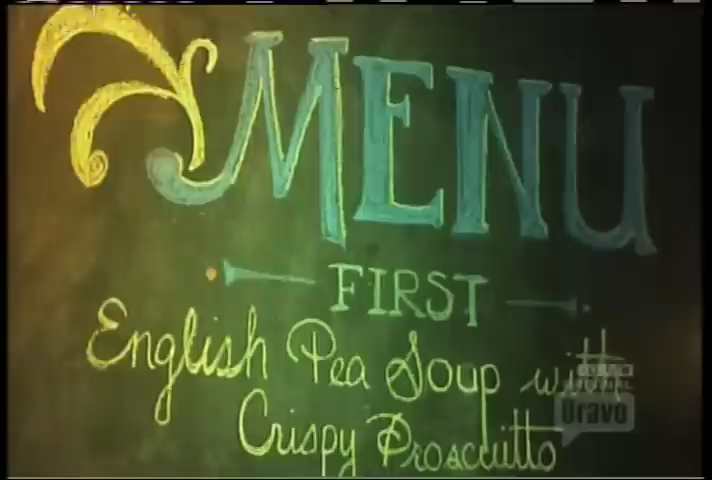 MENU
FIRST
English Pea Soup with
Crispy Prosciutto
bravo